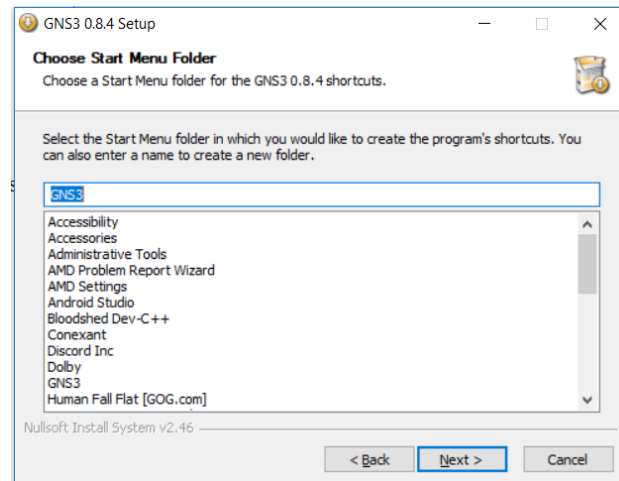 GNS3 0.8.4 Setup
Choose Start Menu Folder
Choose a Start Menu folder for the GNS3 0.8.4 shortcuts.
Select the Start Menu folder in which you would like to create the program's shortcuts. You
can also enter a name to create a new folder.
GNS3
Accessibility
Accessories
Administrative Tools
AMD Problem Report Wizard
AMD Settings
Android Studio
Bloodshed Dev-C++
Conexant
Discord Inc
Dolby
GNS3
Human Fall Flat [GOG.com]
Nullsoft Install System v2.46
< Back Next > Cancel